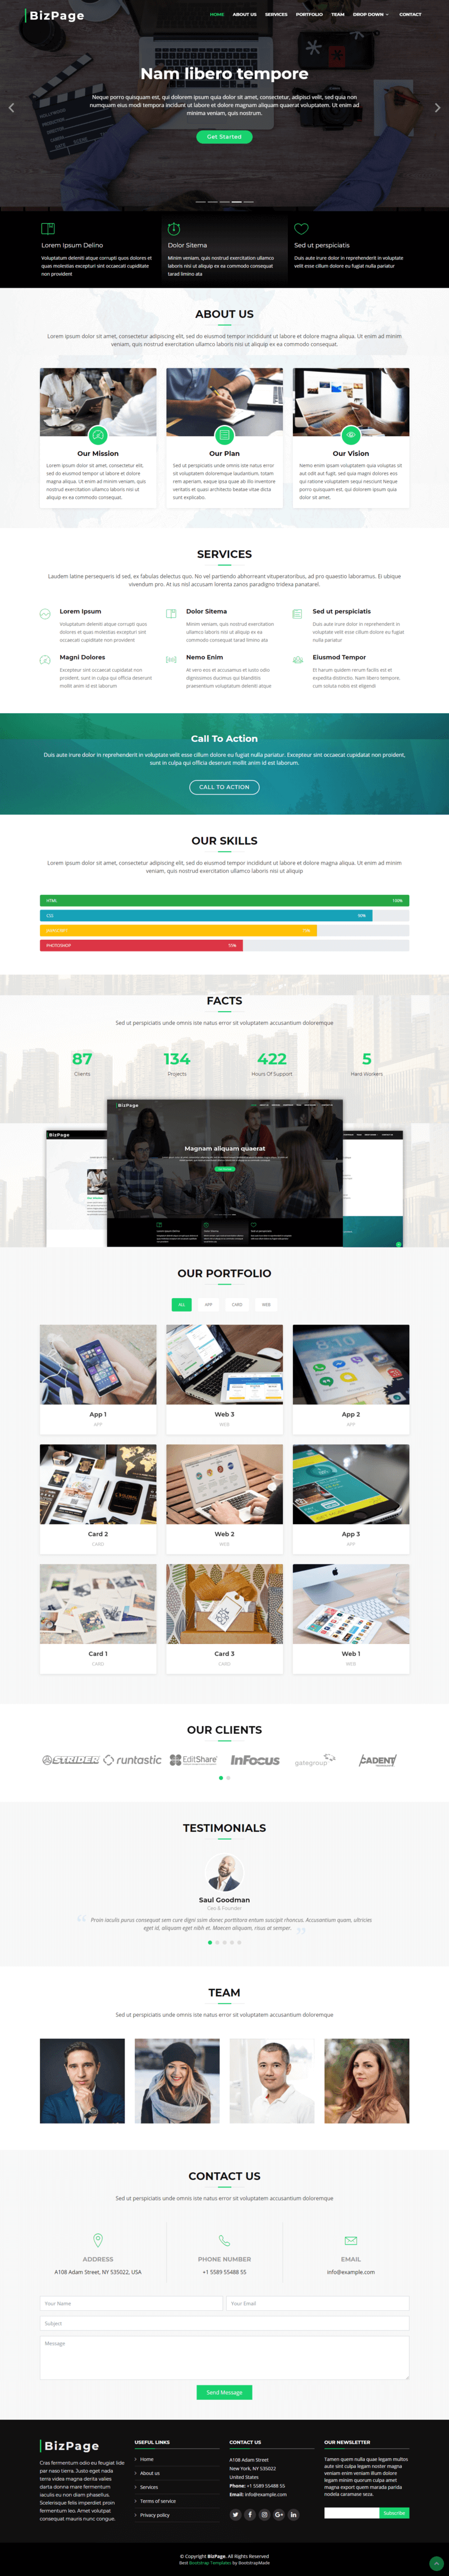 BizPage
HOME ABOUT US SERVICES PORTFOLIO TEAM DROP DOWN CONTACT
Nam libero tempore
Neque porro quisquam est, qui dolorem ipsum quia dolor sit amet, consectetur, adipisci velit, sed quia non
numquam eius modi tempora incidunt ut labore et dolore magnam aliquam quaerat voluptatem. Ut enim ad
minima veniam, quis nostrum.
Get Started
Lorem Ipsum Delino
Voluptatum deleniti atque corrupti quos dolores et
quas molestias excepturi sint occaecati cupiditate
non provident
Dolor Sitema
Minim veniam, quis nostrud exercitation ullamco
laboris nisi ut aliquip ex ea commodo consequat
tarad limino ata
Sed ut perspiciatis
Duis aute irure dolor in reprehenderit in voluptate
velit esse cillum dolore eu fugiat nulla pariatur
ABOUT US
Lorem ipsum dolor sit amet, consectetur adipiscing elit, sed do eiusmod tempor incididunt ut labore et dolore magna aliqua. Ut enim ad minim
veniam, quis nostrud exercitation ullamco laboris nisi ut aliquip ex ea commodo consequat.
Our Mission
Lorem ipsum dolor sit amet, consectetur elit,
sed do eiusmod tempor ut labore et dolore
magna aliqua. Ut enim ad minim veniam, quis
nostrud exercitation ullamco laboris nisi ut
aliquip ex ea commodo consequat.
Our Plan
Sed ut perspiciatis unde omnis iste natus error
sit voluptatem doloremque laudantium, totam
rem aperiam, eaque ipsa quae ab illo inventore
veritatis et quasi architecto beatae vitae dicta
sunt explicabo.
Our Vision
Nemo enim ipsam voluptatem quia voluptas sit
aut odit aut fugit, sed quia magni dolores eos
qui ratione voluptatem sequi nesciunt Neque
porro quisquam est, qui dolorem ipsum quia
dolor sit amet.
SERVICES
Laudem latine persequeris id sed, ex fabulas delectus quo. No vel partiendo abhorreant vituperatoribus, ad pro quaestio laboramus. Ei ubique
vivendum pro. At ius nisl accusam lorenta zanos paradigno tridexa panatarel.
Lorem Ipsum
Voluptatum deleniti atque corrupti quos
dolores et quas molestias excepturi sint
occaecati cupiditate non provident
Dolor Sitema
Minim veniam, quis nostrud exercitation
ullamco laboris nisi ut aliquip ex ea
commodo consequat tarad limino ata
Sed ut perspiciatis
Duis aute irure dolor in reprehenderit in
voluptate velit esse cillum dolore eu fugiat
nulla pariatur
Magni Dolores
Excepteur sint occaecat cupidatat non
proident, sunt in culpa qui officia deserunt
mollit anim id est laborum
Nemo Enim
At vero eos et accusamus et iusto odio
dignissimos ducimus qui blanditiis
praesentium voluptatum deleniti atque
Eiusmod Tempor
Et harum quidem rerum facilis est et
expedita distinctio. Nam libero tempore,
cum soluta nobis est eligendi
Call To Action
Duis aute irure dolor in reprehenderit in voluptate velit esse cillum dolore eu fugiat nulla pariatur. Excepteur sint occaecat cupidatat non proident,
sunt in culpa qui officia deserunt mollit anim id est laborum.
CALL TO ACTION
OUR SKILLS
Lorem ipsum dolor sit amet, consectetur adipiscing elit, sed do eiusmod tempor incididunt ut labore et dolore magna aliqua. Ut enim ad minim
veniam, quis nostrud exercitation ullamco laboris nisi ut aliquip
HTML 100%
CSS 90%
JAVASCRIPT 75%
PHOTOSHOP 55%
FACTS
Sed ut perspiciatis unde omnis iste natus error sit voluptatem accusantium doloremque
87 134 422 5
Clients Projects Hours Of Support Hard Workers
BizPage
BizPage
Magnam aliquam quaerat
OUR PORTFOLIO
ALL APP CARD WEB
App 1
APP
Web 3
WEB
App 2
APP
Card 2
CARD
Web 2
WEB
App 3
APP
Card 1
CARD
Card 3
CARD
Web 1
WEB
OUR CLIENTS
STRIDER runtastic EditShare InFocus gategroup CADENT
TESTIMONIALS
Saul Goodman
Ceo & Founder
Proin iaculis purus consequat sem cure digni ssim donec porttitora entum suscipit rhoncus. Accusantium quam, ultricies
eget id, aliquam eget nibh et. Maecen aliquam, risus at semper.
TEAM
Sed ut perspiciatis unde omnis iste natus error sit voluptatem accusantium doloremque
CONTACT US
Sed ut perspiciatis unde omnis iste natus error sit voluptatem accusantium doloremque
ADDRESS
A108 Adam Street, NY 535022, USA
PHONE NUMBER
+1 5589 55488 55
EMAIL
info@example.com
Your Name
Your Email
Subject
Message
Send Message
BizPage
Cras fermentum odio eu feugiat lide
par naso tierra. Justo eget nada
terra videa magna derita valies
darta donna mare fermentum
iaculis eu non diam phasellus.
Scelerisque felis imperdiet proin
fermentum leo. Amet volutpat
consequat mauris nunc congue.
USEFUL LINKS
Home
About us
Services
Terms of service
Privacy policy
CONTACT US
A108 Adam Street
New York, NY 535022
United States
Phone: +1 5589 55488 55
Email: info@example.com
OUR NEWSLETTER
Tamen quem nulla quae legam multos
aute sint culpa legam noster magna
veniam enim veniam illum dolore
legam minim quorum culpa amet
magna export quem marada parida
nodela caramase seza.
Subscribe
© Copyright BizPage. All Rights Reserved
Best Bootstrap Templates by BootstrapMade